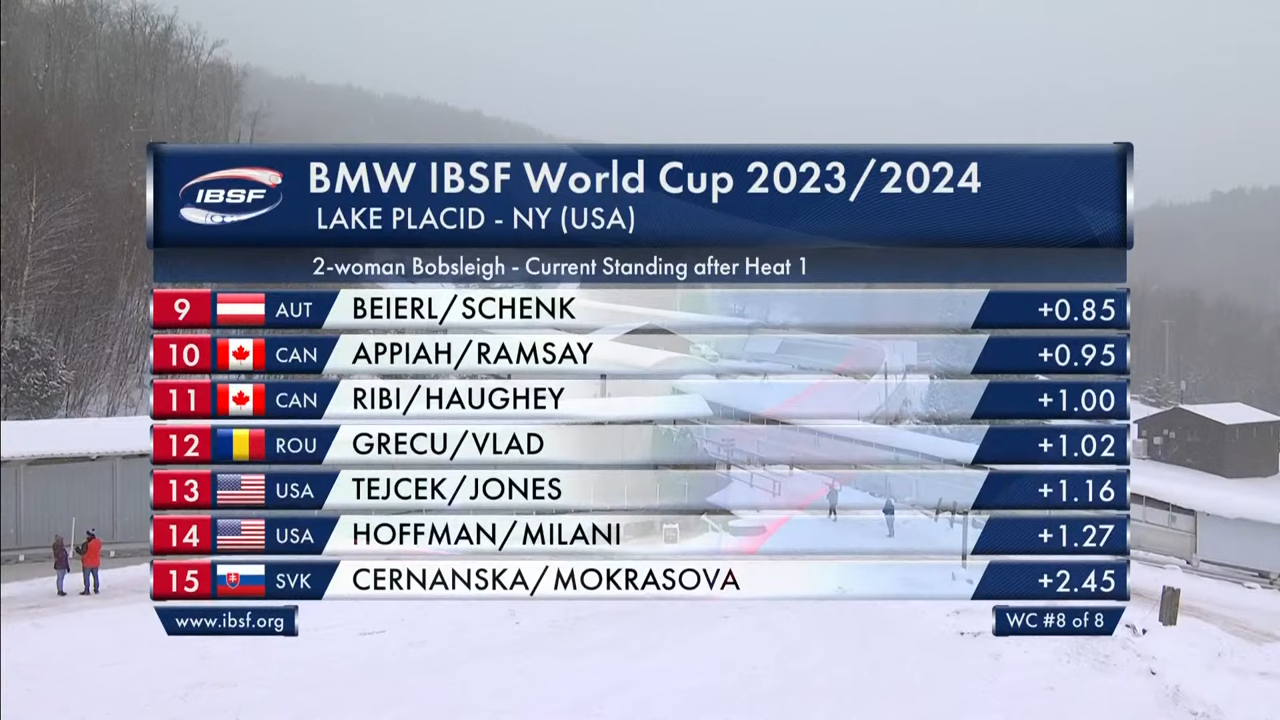 IBSF
BMW IBSF World Cup 2023/2024
LAKE PLACID - NY (USA)
2-woman Bobsleigh - Current Standing after Heat 1
9 AUT BEIERL/SCHENK +0.85
10 CAN APPIAH/RAMSAY +0.95
11 CAN RIBI/HAUGHEY +1.00
12 ROU GRECU/VLAD +1.02
13 USA TEJCEK/JONES +1.16
14 USA HOFFMAN/MILANI +1.27
15 SVK CERNANSKA/MOKRASOVA +2.45
www.ibsf.org WC #8 of 8